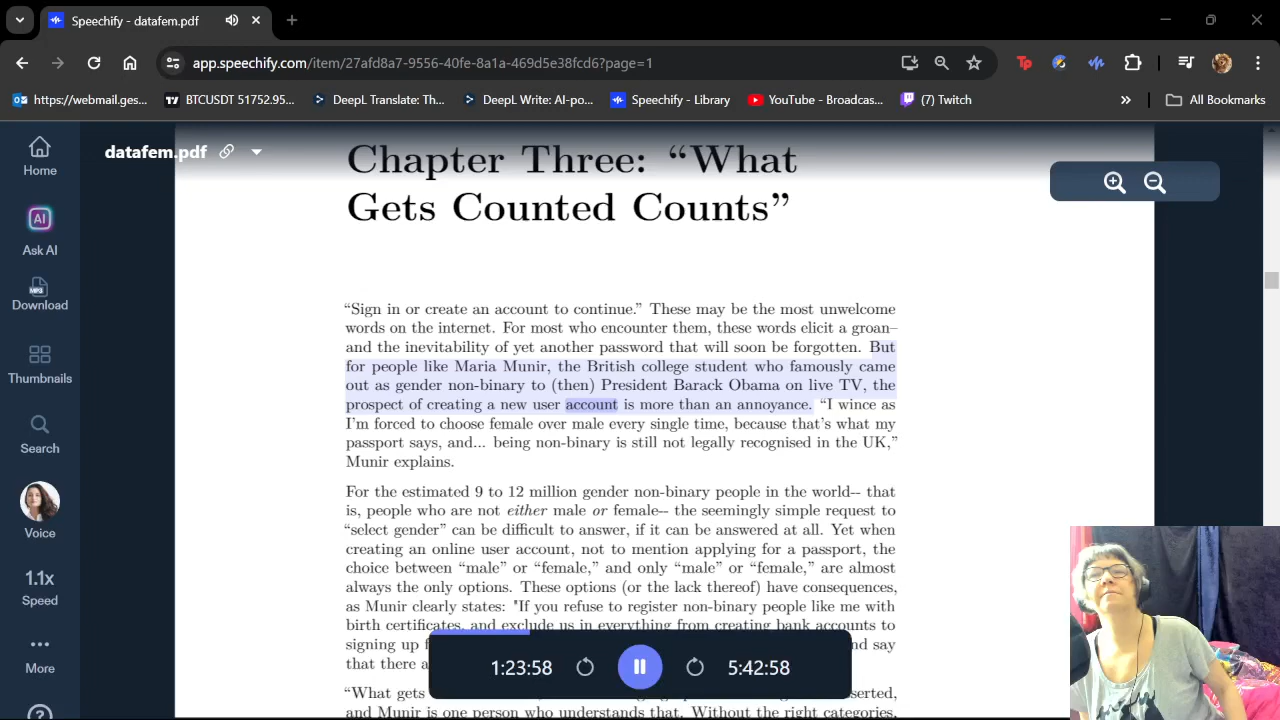 Speechify - datafem.pdf
app.speechify.com/item/27afd8a7-9556-40fe-8a1a-469d5e38fcd6?page=1
Tp
https://webmail.ges...
BTCUSDT 51752.95...
DeepL Translate: Th...
DeepL Write: AI-po...
Speechify - Library
YouTube - Broadcas...
(7) Twitch
All Bookmarks
datafem.pdf
Home
AI
Ask AI
MP3
Download
Thumbnails
Search
Voice
1.1x
Speed
More
Chapter Three: “What
Gets Counted Counts”
“Sign in or create an account to continue.” These may be the most unwelcome
words on the internet. For most who encounter them, these words elicit a groan–
and the inevitability of yet another password that will soon be forgotten. But
for people like Maria Munir, the British college student who famously came
out as gender non-binary to (then) President Barack Obama on live TV, the
prospect of creating a new user account is more than an annoyance. “I wince as
I’m forced to choose female over male every single time, because that’s what my
passport says, and... being non-binary is still not legally recognised in the UK,”
Munir explains.
For the estimated 9 to 12 million gender non-binary people in the world-- that
is, people who are not either male or female-- the seemingly simple request to
“select gender” can be difficult to answer, if it can be answered at all. Yet when
creating an online user account, not to mention applying for a passport, the
choice between “male” or “female,” and only “male” or “female,” are almost
always the only options. These options (or the lack thereof) have consequences,
as Munir clearly states: "If you refuse to register non-binary people like me with
birth certificates, and exclude us in everything from creating bank accounts to
signing up f nd say
that there a
“What gets serted,
and Munir is one person who understands that. Without the right categories,
1:23:58
5:42:58